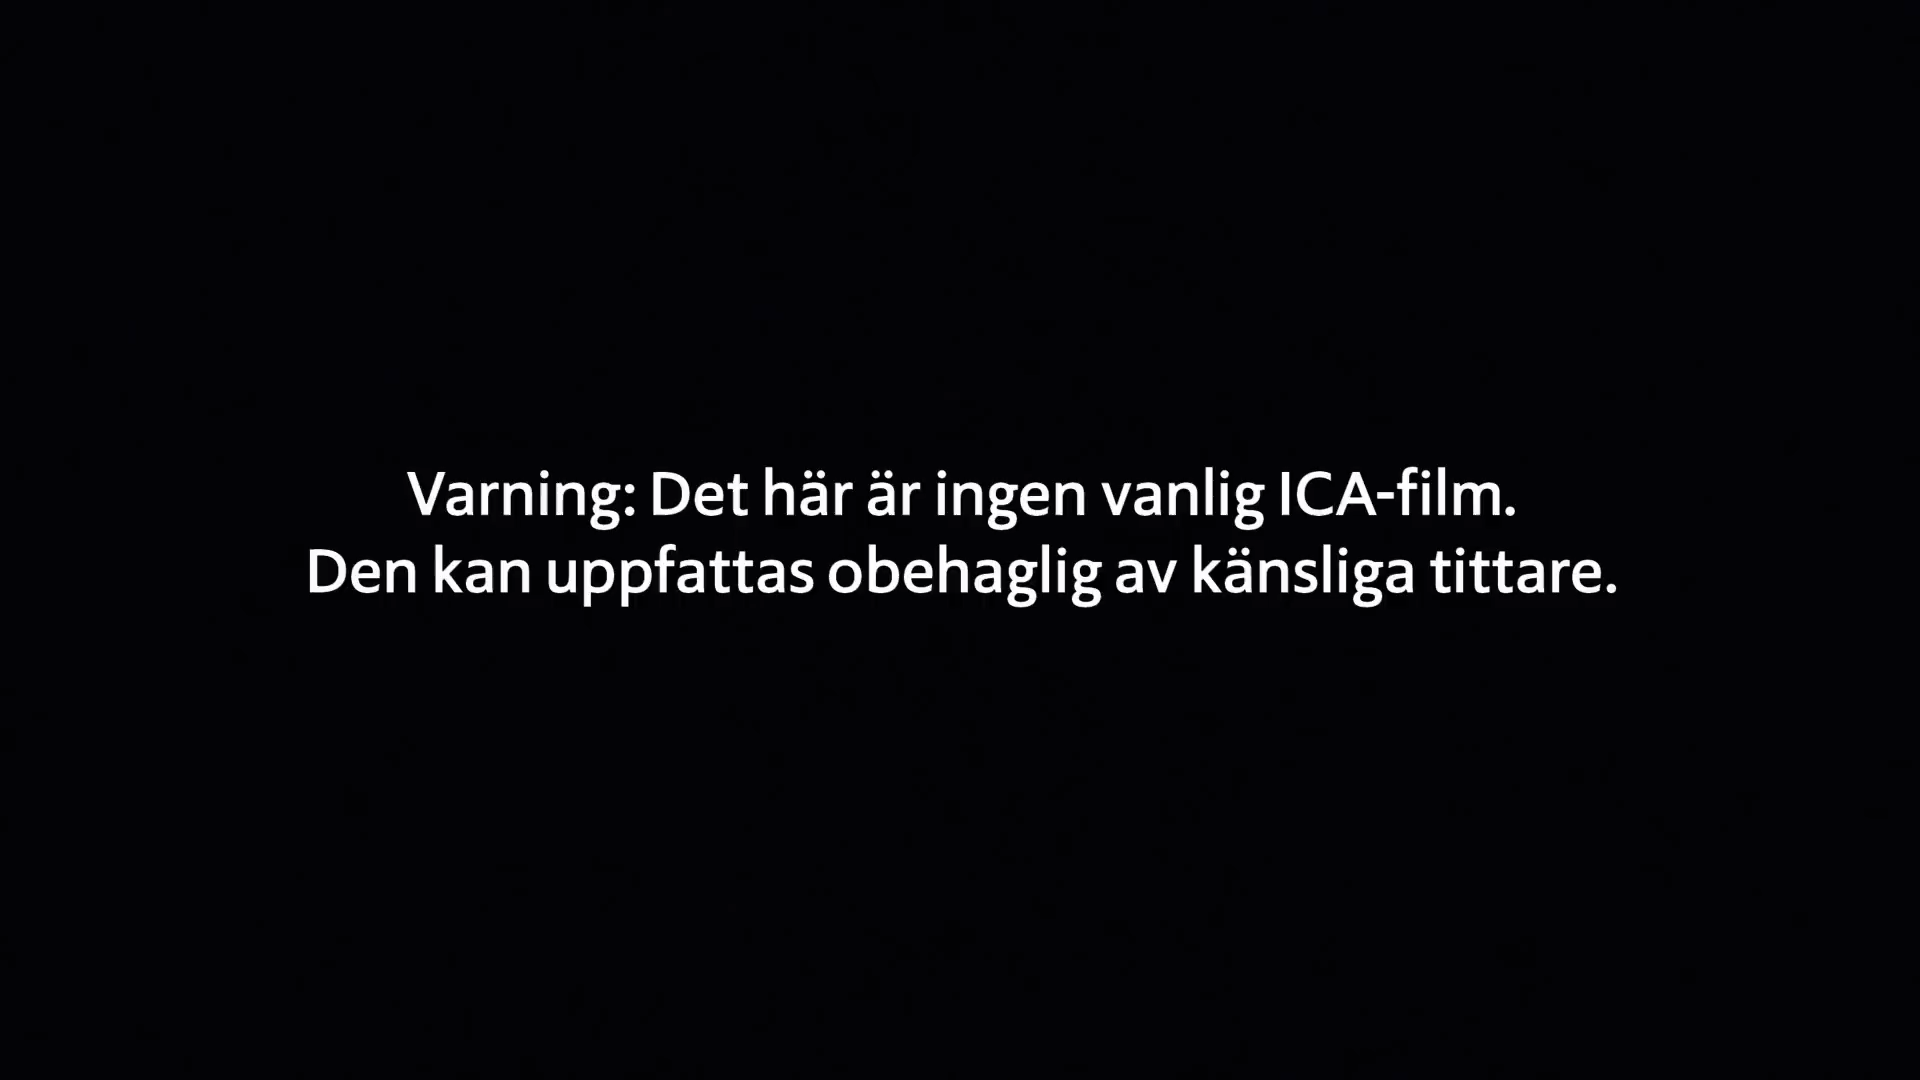 Varning: Det här är ingen vanlig ICA-film.
Den kan uppfattas obehaglig av känsliga tittare.